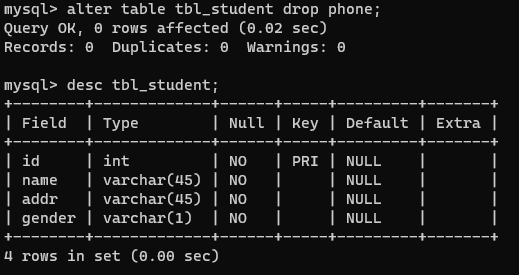 mysql> alter table tbl_student drop phone;
Query OK, 0 rows affected (0.02 sec)
Records: 0  Duplicates: 0  Warnings: 0

mysql> desc tbl_student;
+--------+-------------+------+-----+---------+-------+
| Field  | Type        | Null | Key | Default | Extra |
+--------+-------------+------+-----+---------+-------+
| id     | int         | NO   | PRI | NULL    |       |
| name   | varchar(45) | NO   |     | NULL    |       |
| addr   | varchar(45) | NO   |     | NULL    |       |
| gender | varchar(1)  | NO   |     | NULL    |       |
+--------+-------------+------+-----+---------+-------+
4 rows in set (0.00 sec)